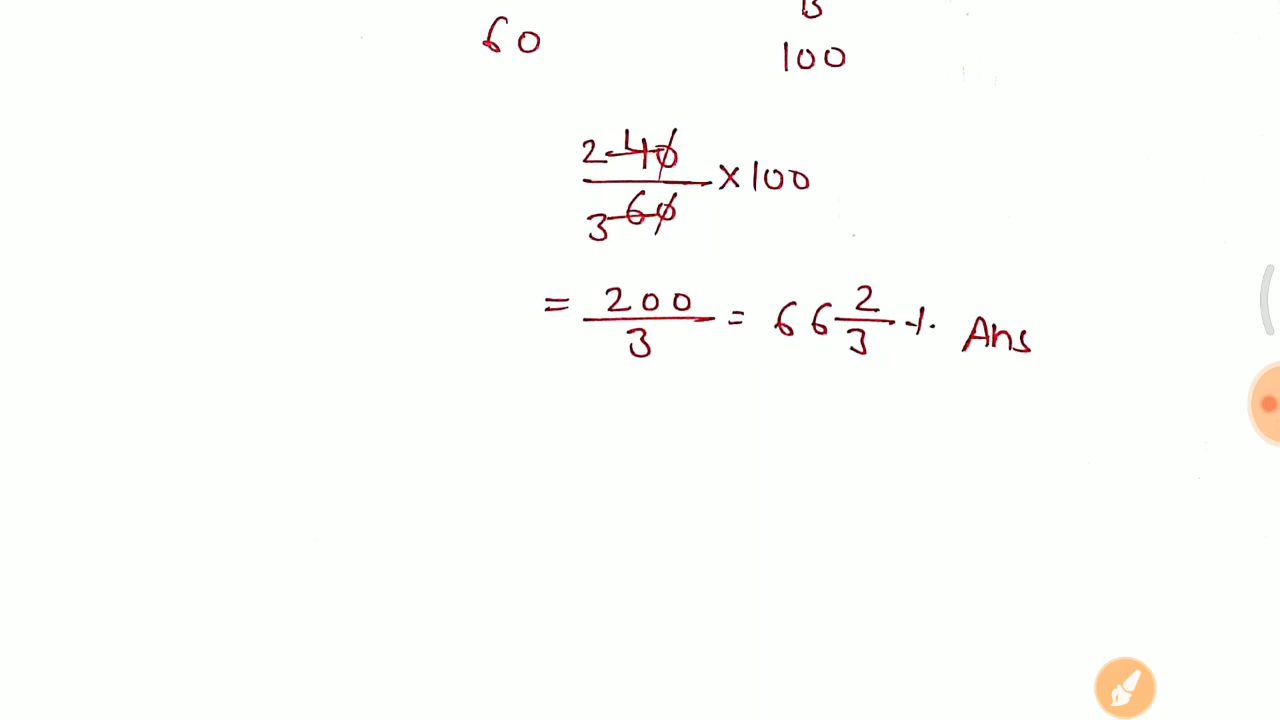 B
60 100
2 40/3 60 × 100
= 200/3 = 66 2/3 % Ans